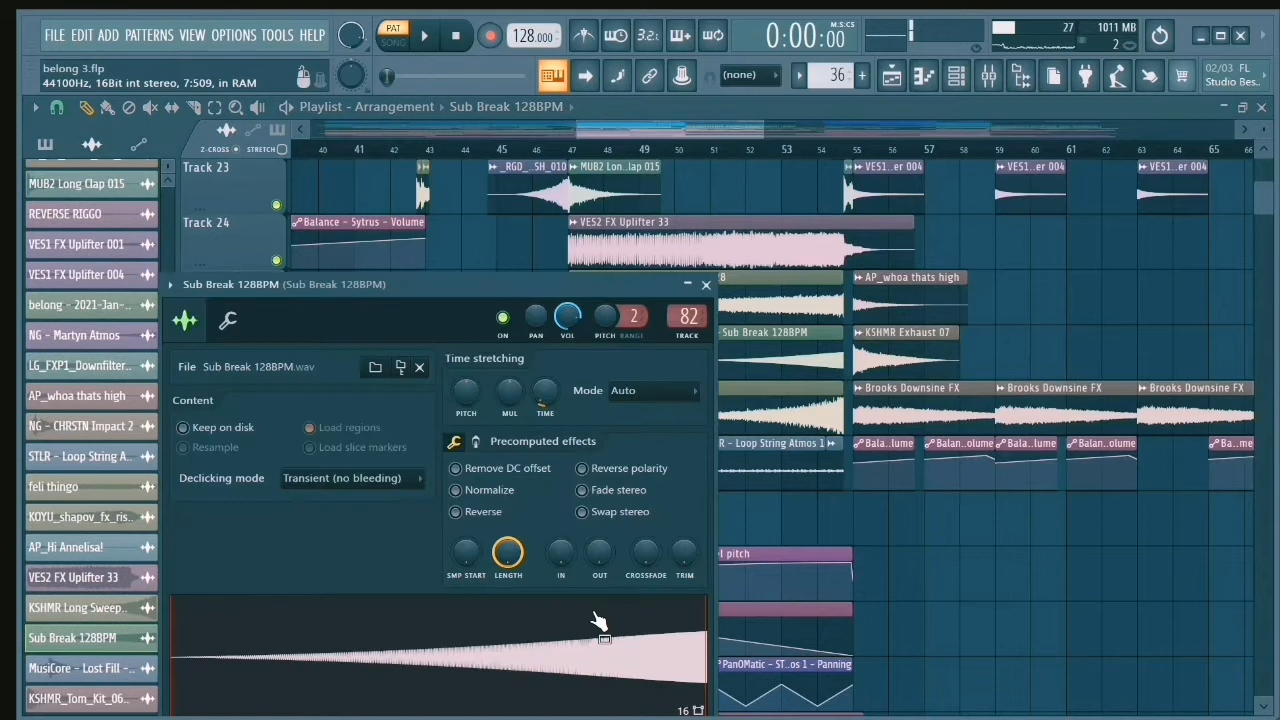 FILE EDIT ADD PATTERNS VIEW OPTIONS TOOLS HELP
PAT
SONG
128.000
3.2.
0:00:00
M:S:CS
27
1011 MB
2
belong 3.flp
44100Hz, 16Bit int stereo, 7:509, in RAM
(none)
36
02/03 FL
Studio Bes..
Playlist - Arrangement › Sub Break 128BPM ›
Z-CROSS
STRETCH
40 41 42 43 44 45 46 47 48 49 50 51 52 53 54 55 56 57 58 59 60 61 62 63 64 65 66
MUB2 Long Clap 015
REVERSE RIGGO
VES1 FX Uplifter 001
VES1 FX Uplifter 004
belong - 2021-Jan-..
NG - Martyn Atmos
LG_FXP1_Downfilter..
AP_whoa thats high
NG - CHRSTN Impact 2
STLR - Loop String A..
feli thingo
KOYU_shapov_fx_ris..
AP_Hi Annelisa!
VES2 FX Uplifter 33
KSHMR Long Sweep..
Sub Break 128BPM
MusiCore - Lost Fill -..
KSHMR_Tom_Kit_06..
Track 23
_RGD_..SH_010
MUB2 Lon..lap 015
VES1..er 004
VES1..er 004
VES1..er 004
Track 24
Balance - Sytrus - Volume
VES2 FX Uplifter 33
8
AP_whoa thats high
Sub Break 128BPM
KSHMR Exhaust 07
Brooks Downsine FX
Brooks Downsine FX
Brooks Downsine FX
R - Loop String Atmos 1
Bala..lume
Balan..olume
Bala..lume
Balan..olume
Ba..me
l pitch
PanOMatic - ST..os 1 - Panning
Sub Break 128BPM (Sub Break 128BPM)
ON
PAN
VOL
PITCH
RANGE
2
82
TRACK
File Sub Break 128BPM.wav
Content
Keep on disk
Load regions
Resample
Load slice markers
Declicking mode
Transient (no bleeding)
Time stretching
PITCH
MUL
TIME
Mode Auto
Precomputed effects
Remove DC offset
Reverse polarity
Normalize
Fade stereo
Reverse
Swap stereo
SMP START
LENGTH
IN
OUT
CROSSFADE
TRIM
16